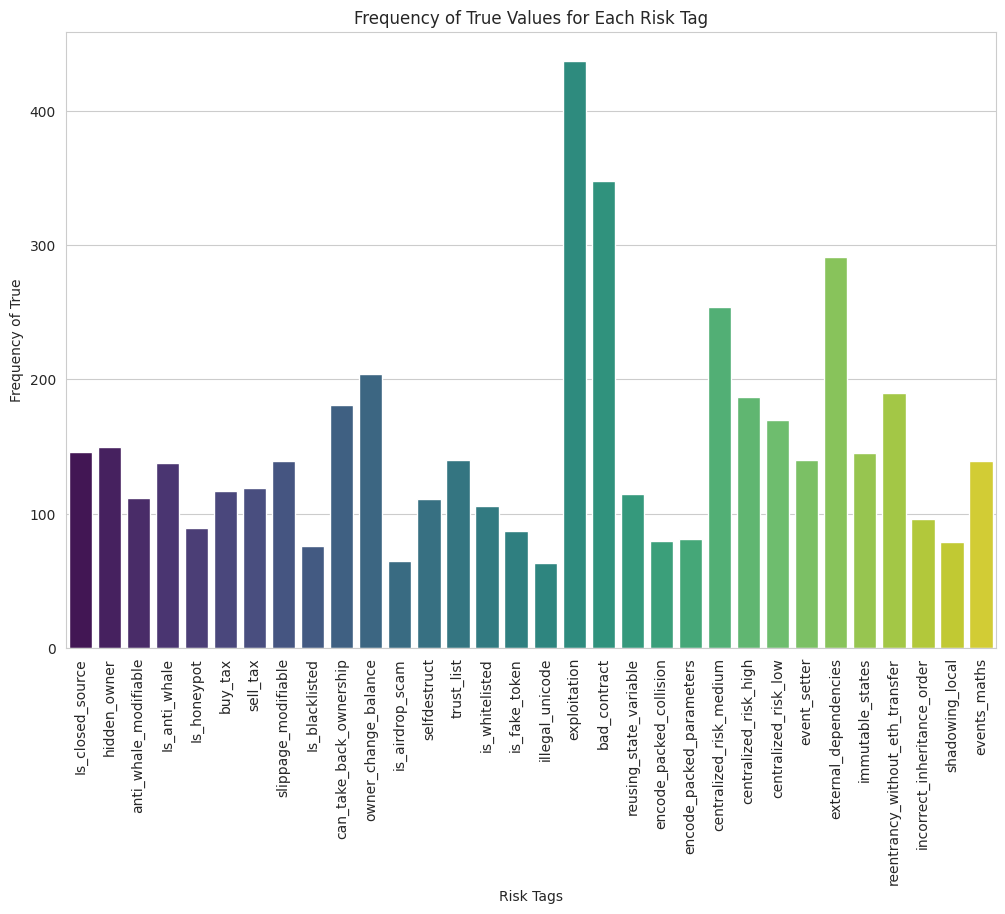 Frequency of True Values for Each Risk Tag
Frequency of True
400
300
200
100
0
Is_closed_source
hidden_owner
anti_whale_modifiable
Is_anti_whale
Is_honeypot
buy_tax
sell_tax
slippage_modifiable
Is_blacklisted
can_take_back_ownership
owner_change_balance
is_airdrop_scam
selfdestruct
trust_list
is_whitelisted
is_fake_token
illegal_unicode
exploitation
bad_contract
reusing_state_variable
encode_packed_collision
encode_packed_parameters
centralized_risk_medium
centralized_risk_high
centralized_risk_low
event_setter
external_dependencies
immutable_states
reentrancy_without_eth_transfer
incorrect_inheritance_order
shadowing_local
events_maths
Risk Tags